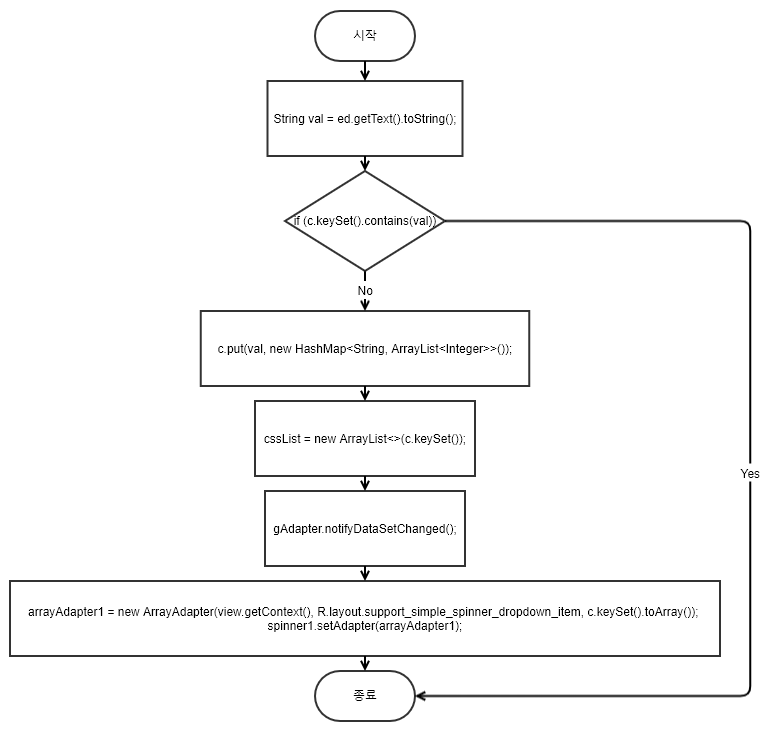 시작
String val = ed.getText().toString();
if (c.keySet().contains(val))
No
c.put(val, new HashMap<String, ArrayList<Integer>>());
cssList = new ArrayList<>(c.keySet());
Yes
gAdapter.notifyDataSetChanged();
arrayAdapter1 = new ArrayAdapter(view.getContext(), R.layout.support_simple_spinner_dropdown_item, c.keySet().toArray());
spinner1.setAdapter(arrayAdapter1);
종료